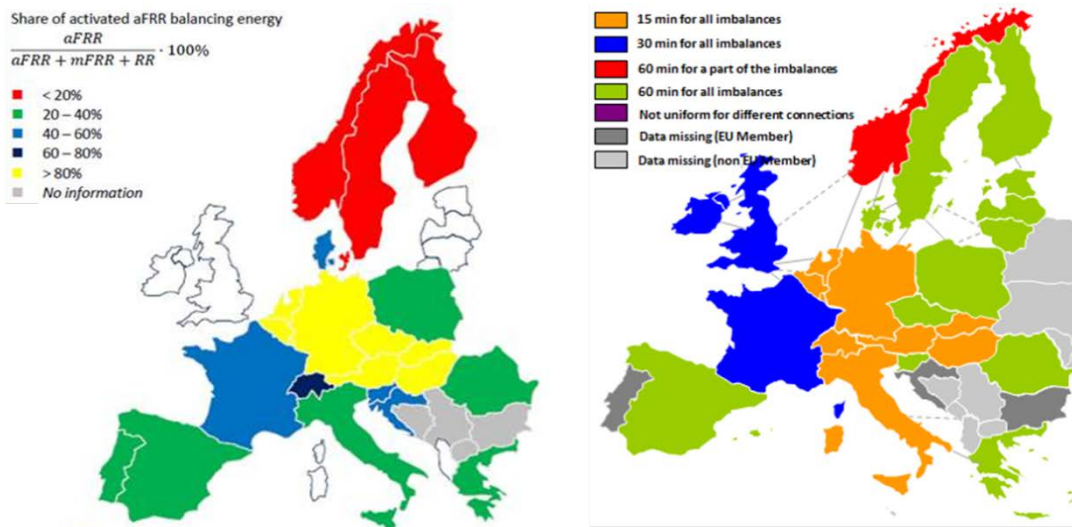 Share of activated aFRR balancing energy
aFRR
aFRR + mFRR + RR
· 100%
< 20%
20 – 40%
40 – 60%
60 – 80%
> 80%
No information
15 min for all imbalances
30 min for all imbalances
60 min for a part of the imbalances
60 min for all imbalances
Not uniform for different connections
Data missing (EU Member)
Data missing (non EU Member)